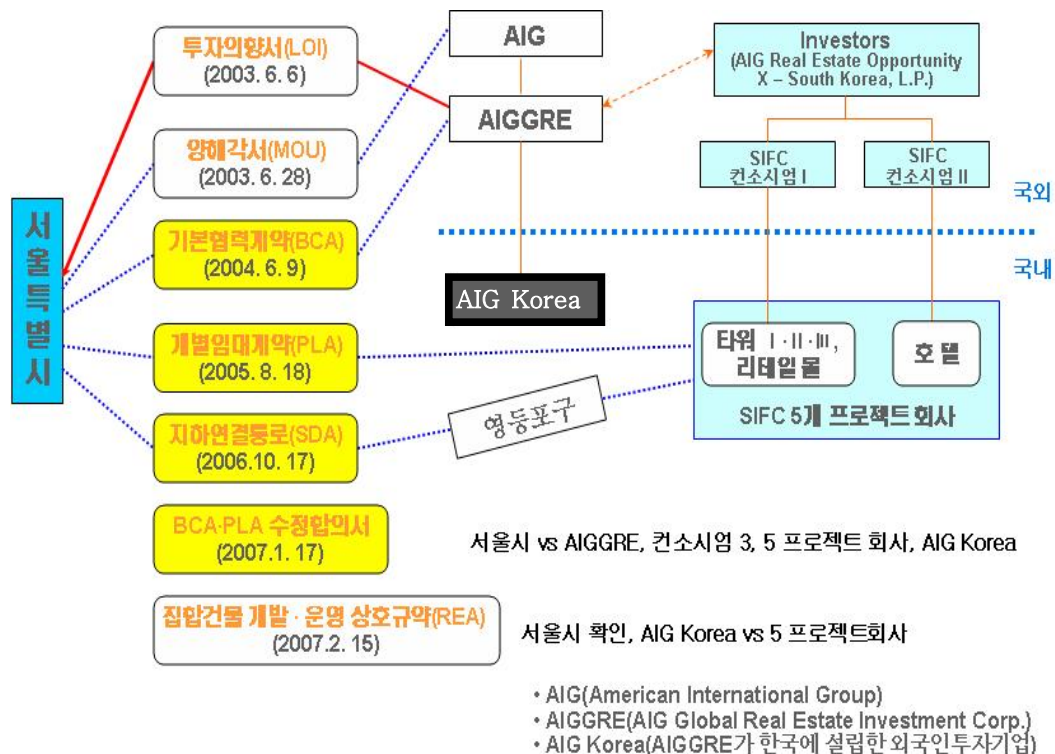 투자의향서(LOI)
(2003. 6. 6)
AIG
Investors
(AIG Real Estate Opportunity
X – South Korea, L.P.)
AIGGRE
양해각서(MOU)
(2003. 6. 28)
SIFC
컨소시엄 I
SIFC
컨소시엄 II
국외
서울특별시
기본협력계약(BCA)
(2004. 6. 9)
국내
AIG Korea
개별임대계약(PLA)
(2005. 8. 18)
타워 I·II·III,
리테일몰
호텔
SIFC 5개 프로젝트회사
영등포구
지하연결통로(SDA)
(2006.10. 17)
BCA·PLA 수정합의서
(2007.1. 17)
서울시 vs AIGGRE, 컨소시엄 3, 5 프로젝트 회사, AIG Korea
집합건물 개발 · 운영 상호규약(REA)
(2007.2. 15)
서울시 확인, AIG Korea vs 5 프로젝트회사
• AIG(American International Group)
• AIGGRE(AIG Global Real Estate Investment Corp.)
• AIG Korea(AIGGRE가 한국에 설립한 외국인투자기업)